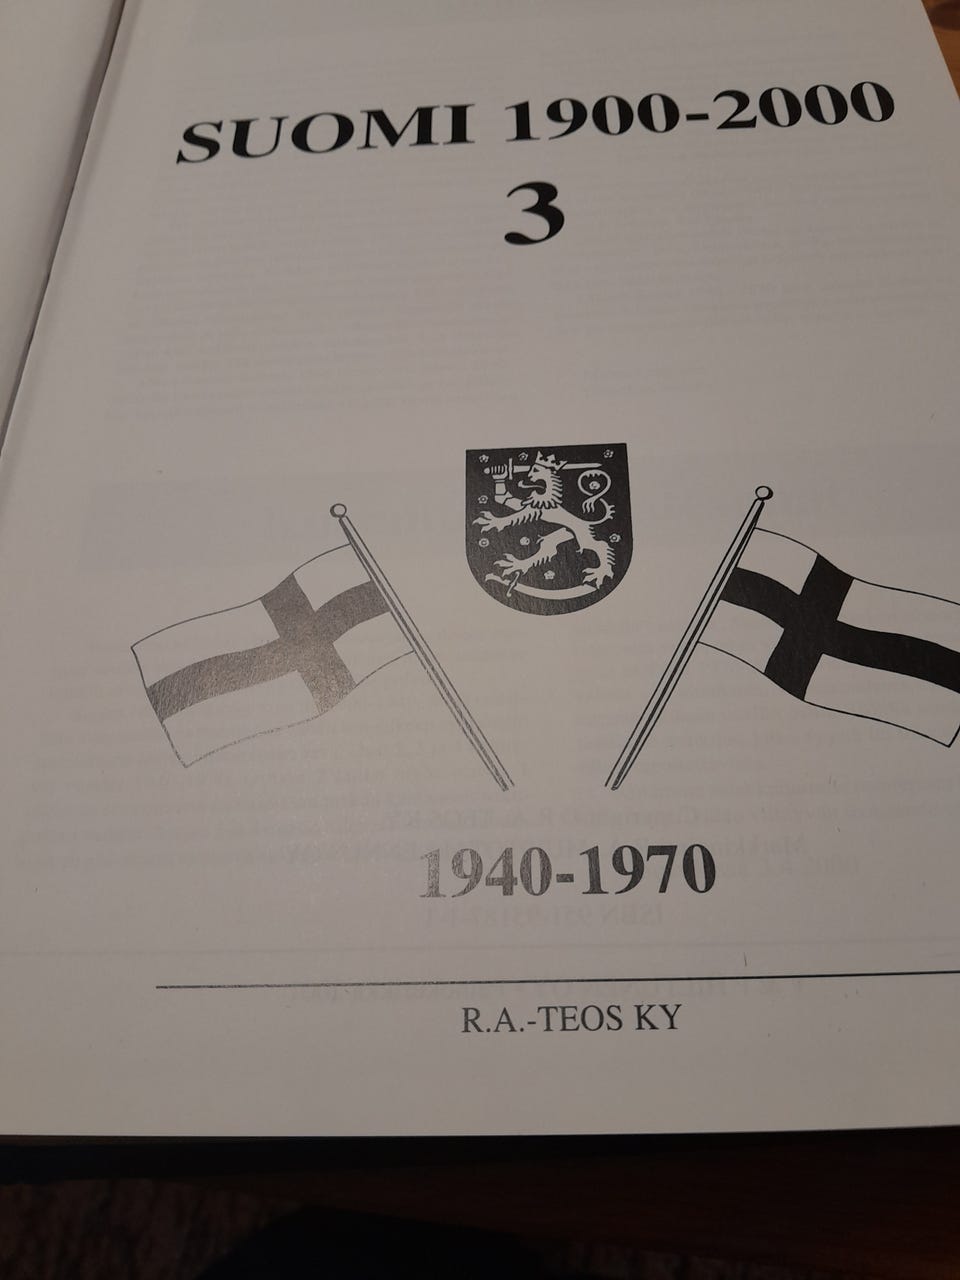 SUOMI 1900-2000
3
1940-1970
R.A.-TEOS KY